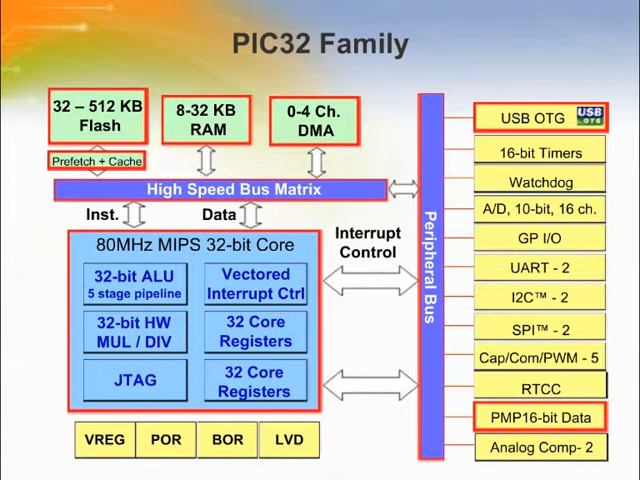 PIC32 Family
32 – 512 KB
Flash
8-32 KB
RAM
0-4 Ch.
DMA
Prefetch + Cache
High Speed Bus Matrix
Inst.
Data
80MHz MIPS 32-bit Core
32-bit ALU
5 stage pipeline
Vectored
Interrupt Ctrl
32-bit HW
MUL / DIV
32 Core
Registers
JTAG
32 Core
Registers
VREG
POR
BOR
LVD
Interrupt
Control
Peripheral Bus
USB OTG
USB
OTG
16-bit Timers
Watchdog
A/D, 10-bit, 16 ch.
GP I/O
UART - 2
I2C™ - 2
SPI™ - 2
Cap/Com/PWM - 5
RTCC
PMP16-bit Data
Analog Comp- 2